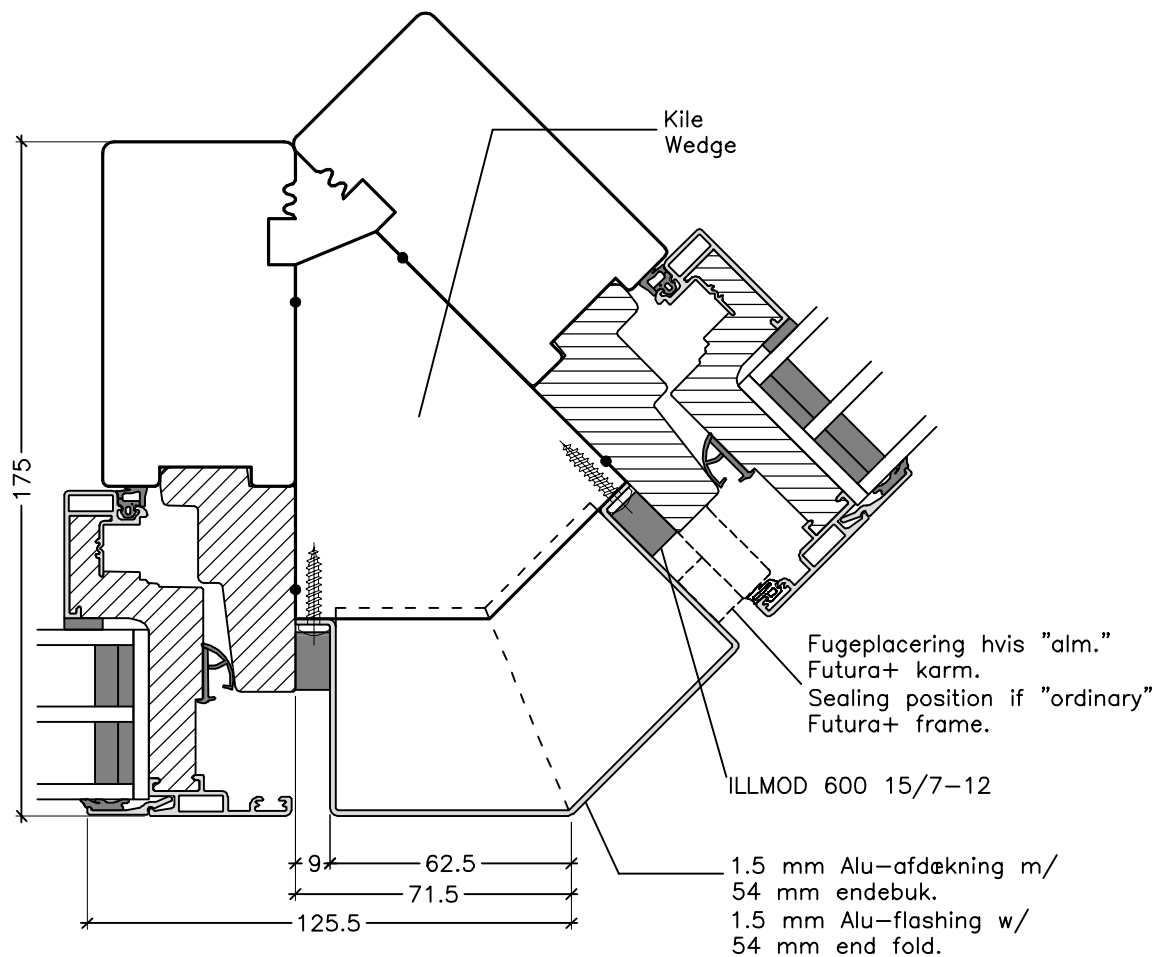 Kile
Wedge
175
Fugeplacering hvis "alm."
Futura+ karm.
Sealing position if "ordinary"
Futura+ frame.
ILLMOD 600 15/7-12
9
62.5
71.5
125.5
1.5 mm Alu-afdækning m/
54 mm endebuk.
1.5 mm Alu-flashing w/
54 mm end fold.